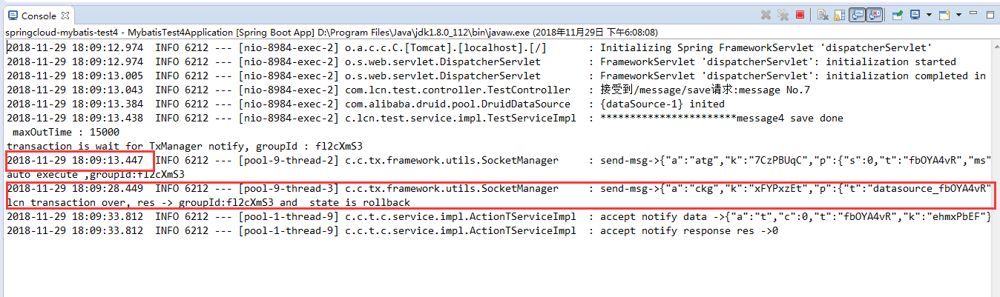 Console
springcloud-mybatis-test4 - MybatisTest4Application [Spring Boot App] D:\Program Files\Java\jdk1.8.0_112\bin\javaw.exe (2018年11月29日 下午6:08:08)
2018-11-29 18:09:12.974  INFO 6212 --- [nio-8984-exec-2] o.a.c.c.C.[Tomcat].[localhost].[/]       : Initializing Spring FrameworkServlet 'dispatcherServlet'
2018-11-29 18:09:12.974  INFO 6212 --- [nio-8984-exec-2] o.s.web.servlet.DispatcherServlet        : FrameworkServlet 'dispatcherServlet': initialization started
2018-11-29 18:09:13.005  INFO 6212 --- [nio-8984-exec-2] o.s.web.servlet.DispatcherServlet        : FrameworkServlet 'dispatcherServlet': initialization completed in
2018-11-29 18:09:13.043  INFO 6212 --- [nio-8984-exec-2] com.lcn.test.controller.TestController   : 接受到/message/save请求:message No.7
2018-11-29 18:09:13.384  INFO 6212 --- [nio-8984-exec-2] com.alibaba.druid.pool.DruidDataSource   : {dataSource-1} inited
2018-11-29 18:09:13.438  INFO 6212 --- [nio-8984-exec-2] c.lcn.test.service.impl.TestServiceImpl  : ***********************message4 save done
maxOutTime : 15000
transaction is wait for TxManager notify, groupId : fl2cXmS3
2018-11-29 18:09:13.447  INFO 6212 --- [pool-9-thread-2] c.c.tx.framework.utils.SocketManager     : send-msg->{"a":"atg","k":"7CzPBUqC","p":{"s":0,"t":"fbOYA4vR","ms"
auto execute ,groupId:fl2cXmS3
2018-11-29 18:09:28.449  INFO 6212 --- [pool-9-thread-3] c.c.tx.framework.utils.SocketManager     : send-msg->{"a":"ckg","k":"xFYPxzEt","p":{"t":"datasource_fbOYA4vR"
lcn transaction over, res -> groupId:fl2cXmS3 and  state is rollback
2018-11-29 18:09:33.812  INFO 6212 --- [pool-1-thread-9] c.c.t.c.service.impl.ActionTServiceImpl  : accept notify data ->{"a":"t","c":0,"t":"fbOYA4vR","k":"ehmxPbEF"}
2018-11-29 18:09:33.812  INFO 6212 --- [pool-1-thread-9] c.c.t.c.service.impl.ActionTServiceImpl  : accept notify response res ->0